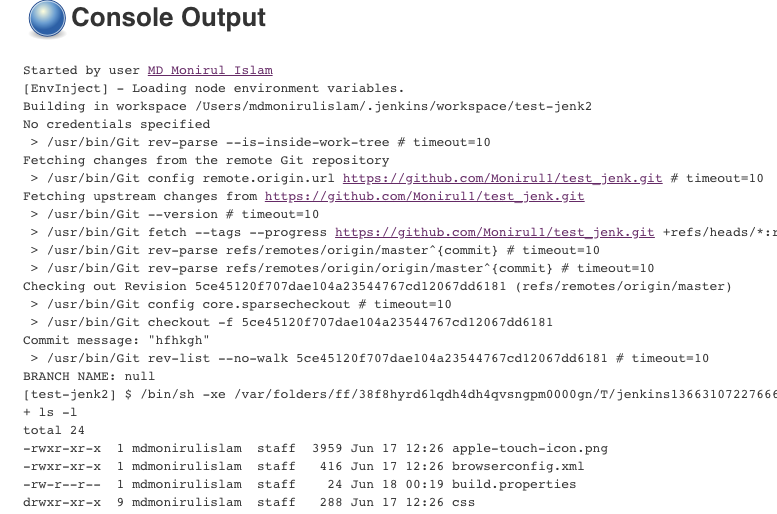 Console Output
Started by user MD Monirul Islam
[EnvInject] - Loading node environment variables.
Building in workspace /Users/mdmonirulislam/.jenkins/workspace/test-jenk2
No credentials specified
 > /usr/bin/Git rev-parse --is-inside-work-tree # timeout=10
Fetching changes from the remote Git repository
 > /usr/bin/Git config remote.origin.url https://github.com/Monirul1/test_jenk.git # timeout=10
Fetching upstream changes from https://github.com/Monirul1/test_jenk.git
 > /usr/bin/Git --version # timeout=10
 > /usr/bin/Git fetch --tags --progress https://github.com/Monirul1/test_jenk.git +refs/heads/*:r
 > /usr/bin/Git rev-parse refs/remotes/origin/master^{commit} # timeout=10
 > /usr/bin/Git rev-parse refs/remotes/origin/origin/master^{commit} # timeout=10
Checking out Revision 5ce45120f707dae104a23544767cd12067dd6181 (refs/remotes/origin/master)
 > /usr/bin/Git config core.sparsecheckout # timeout=10
 > /usr/bin/Git checkout -f 5ce45120f707dae104a23544767cd12067dd6181
Commit message: "hfhkgh"
 > /usr/bin/Git rev-list --no-walk 5ce45120f707dae104a23544767cd12067dd6181 # timeout=10
BRANCH NAME: null
[test-jenk2] $ /bin/sh -xe /var/folders/ff/38f8hyrd6lqdh4dh4qvsngpm0000gn/T/jenkins13663107227666
+ ls -l
total 24
-rwxr-xr-x  1 mdmonirulislam  staff  3959 Jun 17 12:26 apple-touch-icon.png
-rwxr-xr-x  1 mdmonirulislam  staff   416 Jun 17 12:26 browserconfig.xml
-rw-r--r--  1 mdmonirulislam  staff    24 Jun 18 00:19 build.properties
drwxr-xr-x  9 mdmonirulislam  staff   288 Jun 17 12:26 css